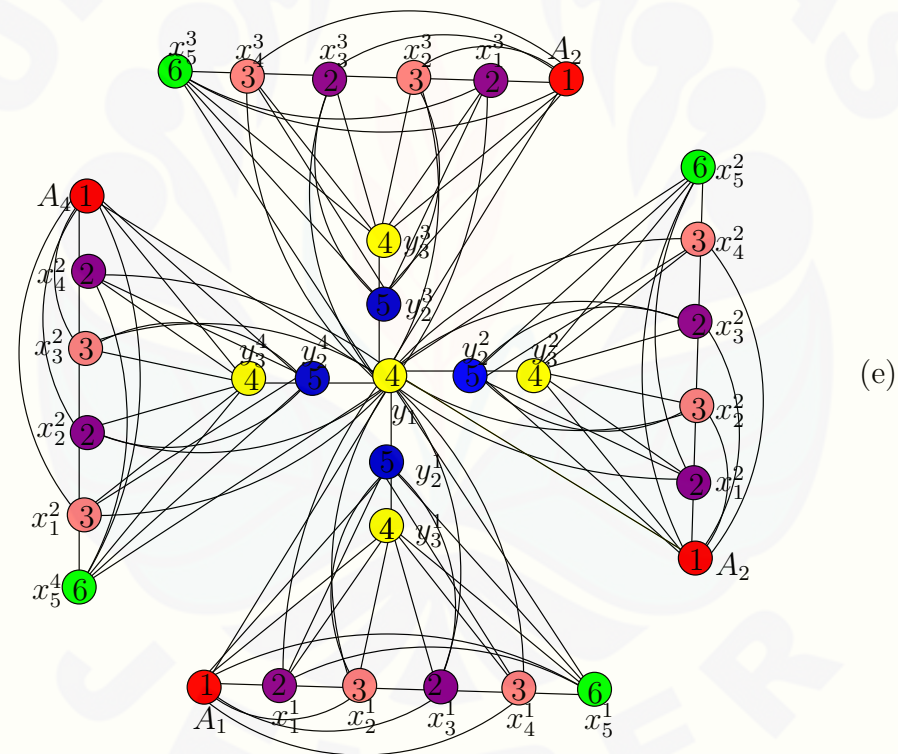 x_5^3 x_4^3 x_3^3 x_2^3 x_1^3 A_2
6 3 2 3 2 1
6 x_5^2
A_4 1
4 y_3^3
3 x_4^2
x_4^2 2
5 y_2^3
2 x_3^2
x_3^2 3
y_3^4 y_2^4 y_2^2 y_3^2
4 5 4 5 4
(e)
y_1
3 x_2^2
x_2^2 2
5 y_2^1
2 x_1^2
x_1^2 3
4 y_3^1
1 A_2
x_5^4 6
1 2 3 2 3 6
A_1 x_1^1 x_2^1 x_3^1 x_4^1 x_5^1